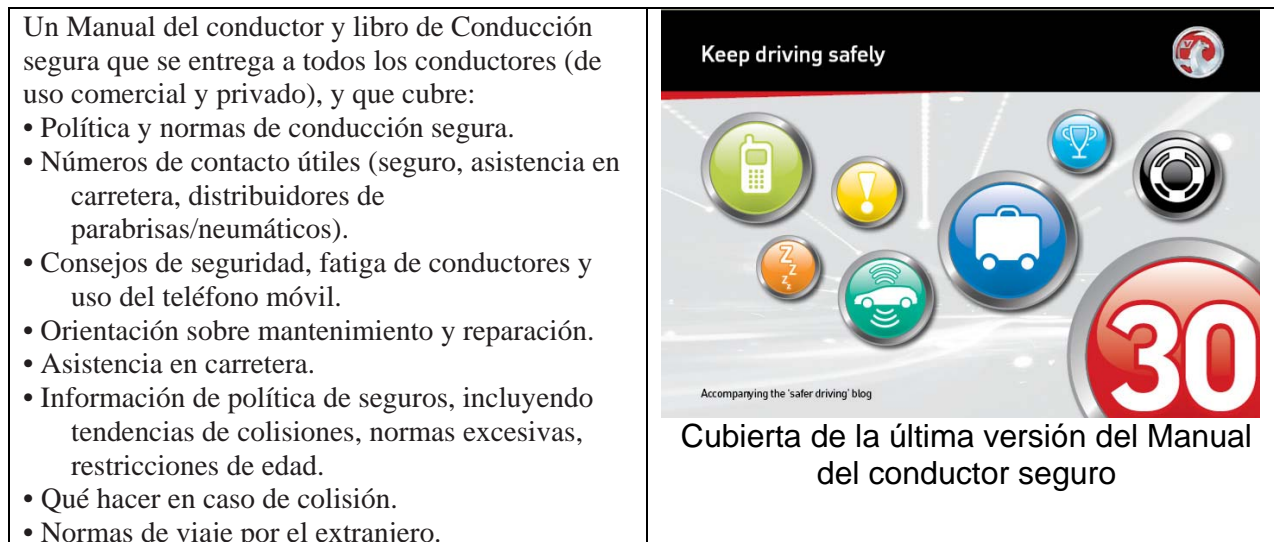 Un Manual del conductor y libro de Conducción
segura que se entrega a todos los conductores (de
uso comercial y privado), y que cubre:
• Política y normas de conducción segura.
• Números de contacto útiles (seguro, asistencia en
carretera, distribuidores de
parabrisas/neumáticos).
• Consejos de seguridad, fatiga de conductores y
uso del teléfono móvil.
• Orientación sobre mantenimiento y reparación.
• Asistencia en carretera.
• Información de política de seguros, incluyendo
tendencias de colisiones, normas excesivas,
restricciones de edad.
• Qué hacer en caso de colisión.
• Normas de viaje por el extranjero.
Keep driving safely
Z
Z
Z
30
Accompanying the 'safer driving' blog
Cubierta de la última versión del Manual
del conductor seguro